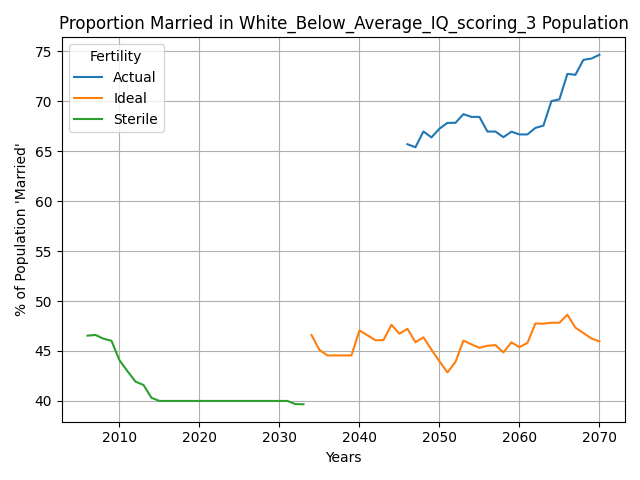 Proportion Married in White_Below_Average_IQ_scoring_3 Population
% of Population 'Married'
75
70
65
60
55
50
45
40
Fertility
Actual
Ideal
Sterile
2010 2020 2030 2040 2050 2060 2070
Years